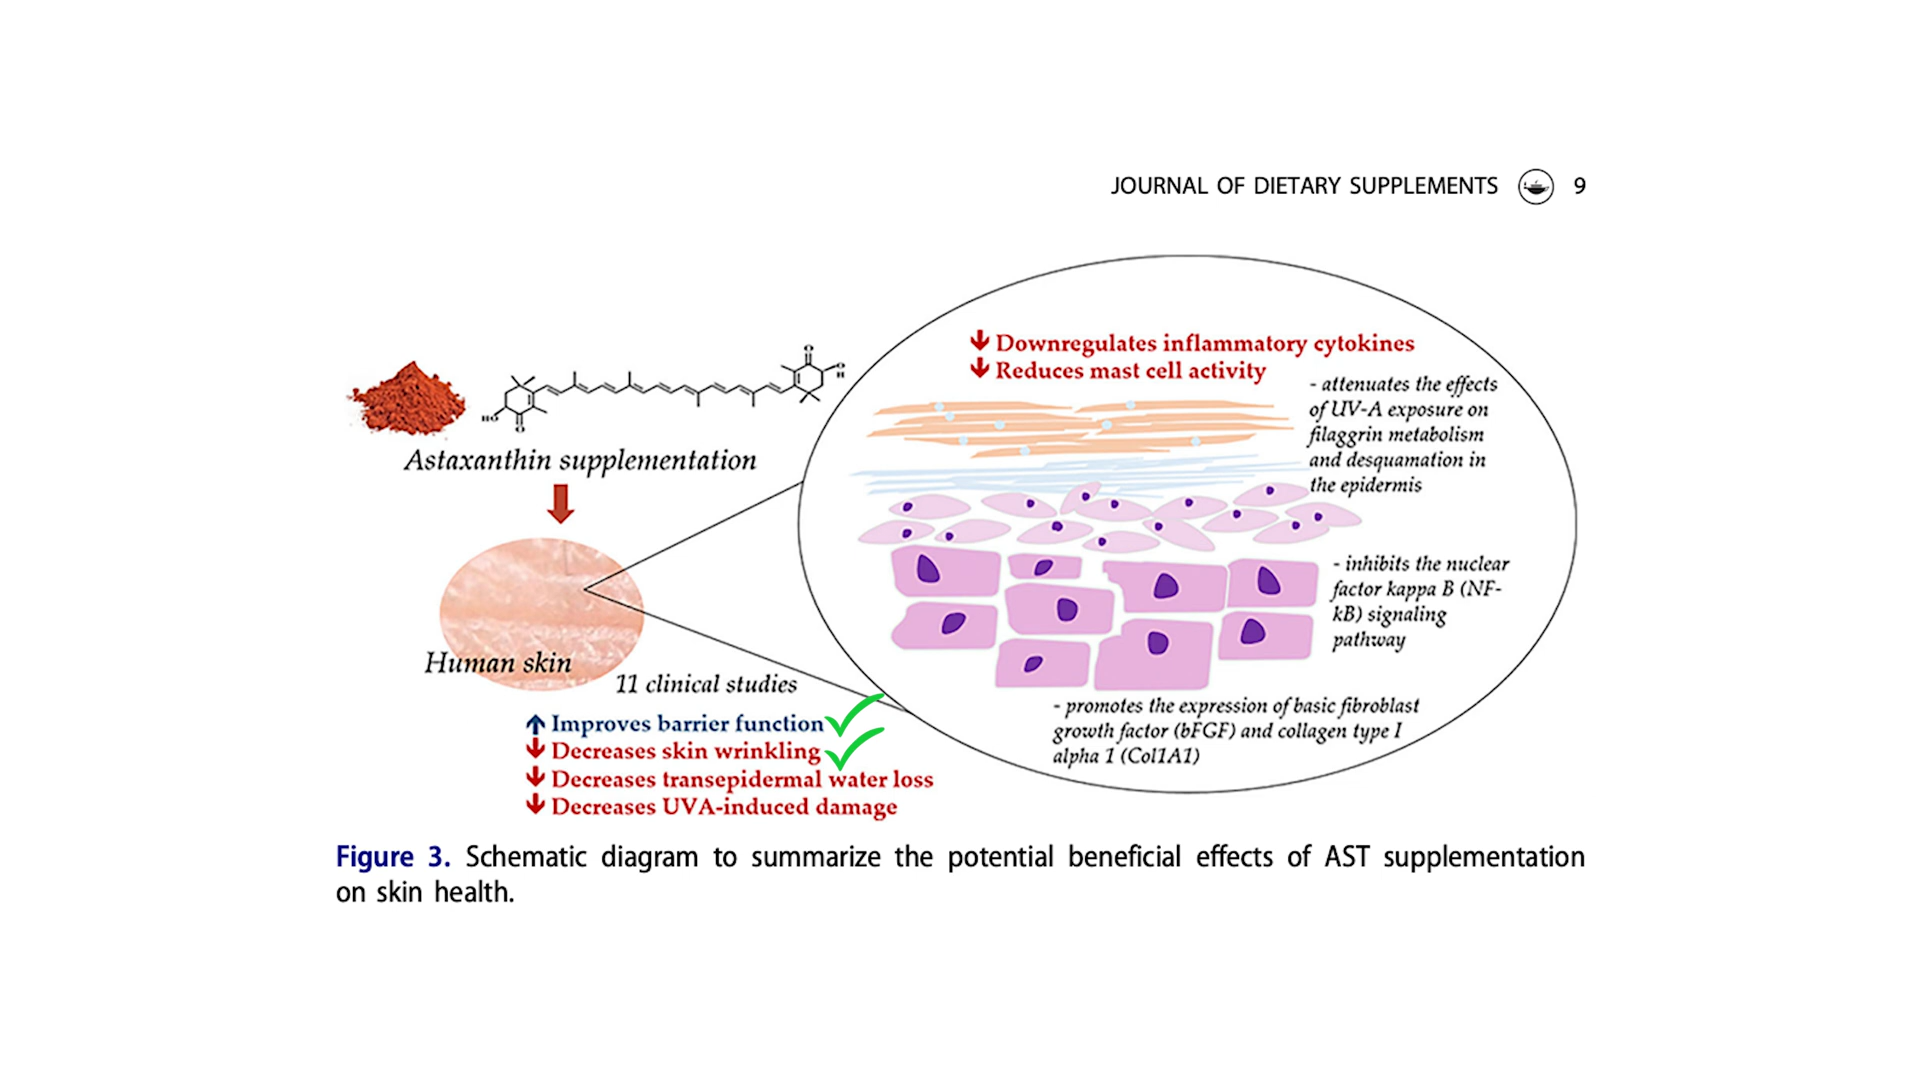 JOURNAL OF DIETARY SUPPLEMENTS 9
Downregulates inflammatory cytokines
Reduces mast cell activity
- attenuates the effects
of UV-A exposure on
filaggrin metabolism
and desquamation in
the epidermis
O
O
H
HO
O
Astaxanthin supplementation
- inhibits the nuclear
factor kappa B (NF-
kB) signaling
pathway
Human skin
11 clinical studies
Improves barrier function
Decreases skin wrinkling
Decreases transepidermal water loss
Decreases UVA-induced damage
- promotes the expression of basic fibroblast
growth factor (bFGF) and collagen type I
alpha 1 (Col1A1)
Figure 3. Schematic diagram to summarize the potential beneficial effects of AST supplementation
on skin health.